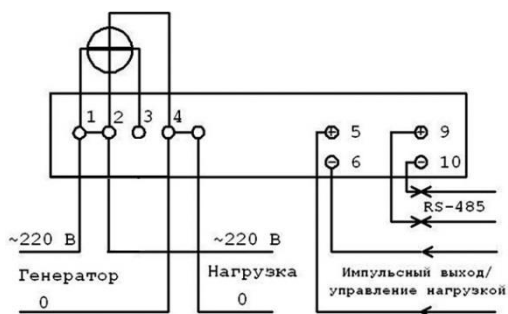 1 2 3 4 5 9
6 10
RS-485
~220 В ~220 В
Генератор Нагрузка Импульсный выход/
управление нагрузкой
0 0